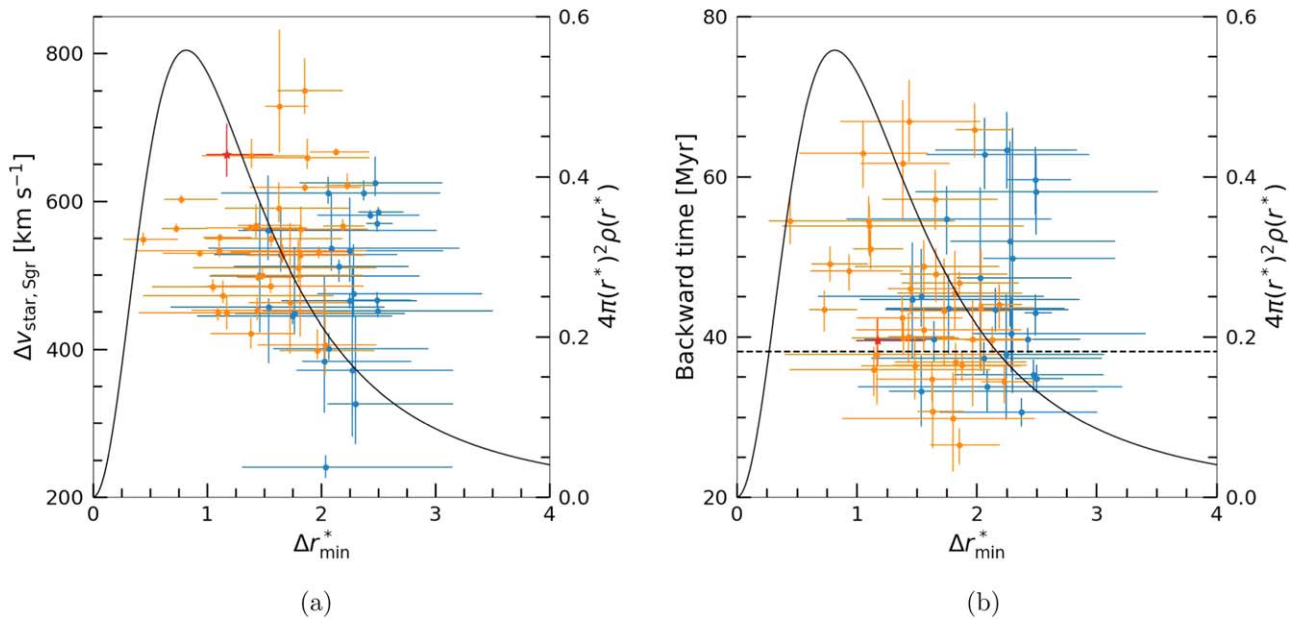 800
600
400
200
Δv_star, Sgr [km s⁻¹]
0.6
0.4
0.2
0.0
4π(r*)²ρ(r*)
0 1 2 3 4
Δr*_min
(a)
80
60
40
20
Backward time [Myr]
0.6
0.4
0.2
0.0
4π(r*)²ρ(r*)
0 1 2 3 4
Δr*_min
(b)